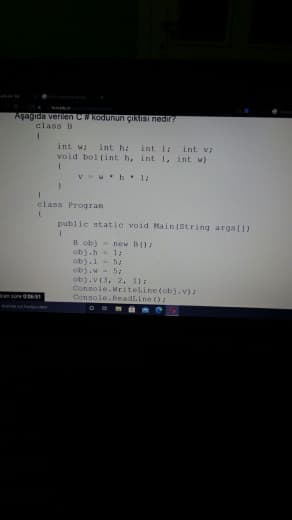 Aşağıda verilen C # kodunun çıktısı nedir?
class B
{
int w; int h; int l; int v;
void bol(int h, int l, int w)
{
v = w * h * l;
}
}
class Program
{
public static void Main(String args[])
{
B obj = new B();
obj.h = 1;
obj.l = 5;
obj.w = 5;
obj.v(3, 2, 1);
Console.WriteLine(obj.v);
Console.ReadLine();
süre 0:06:51